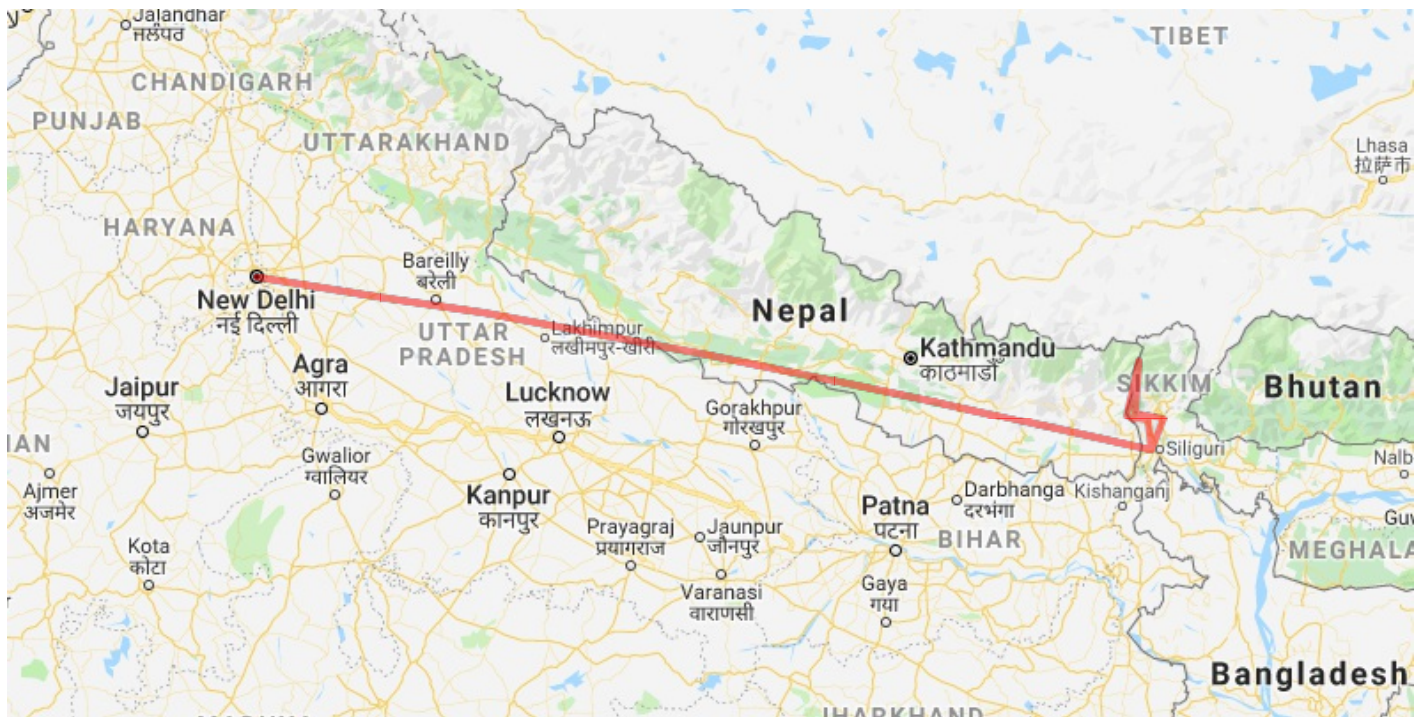 Jalandhar
TIBET
CHANDIGARH
PUNJAB
UTTARAKHAND
Lhasa
拉萨市
HARYANA
Bareilly
बरेली
New Delhi
नई दिल्ली
Nepal
UTTAR
PRADESH
Lakhimpur
लखीमपुर-खीरी
Kathmandu
काठमाडौँ
SIKKIM
Bhutan
Agra
आगरा
Jaipur
जयपुर
Lucknow
लखनऊ
Gorakhpur
गोरखपुर
Siliguri
Gwalior
ग्वालियर
Ajmer
अजमेर
Kanpur
कानपुर
Patna
पटना
Darbhanga
दरभंगा
Kishanganj
Prayagraj
प्रयागराज
Jaunpur
जौनपुर
BIHAR
Kota
कोटा
Varanasi
वाराणसी
Gaya
गया
Bangladesh